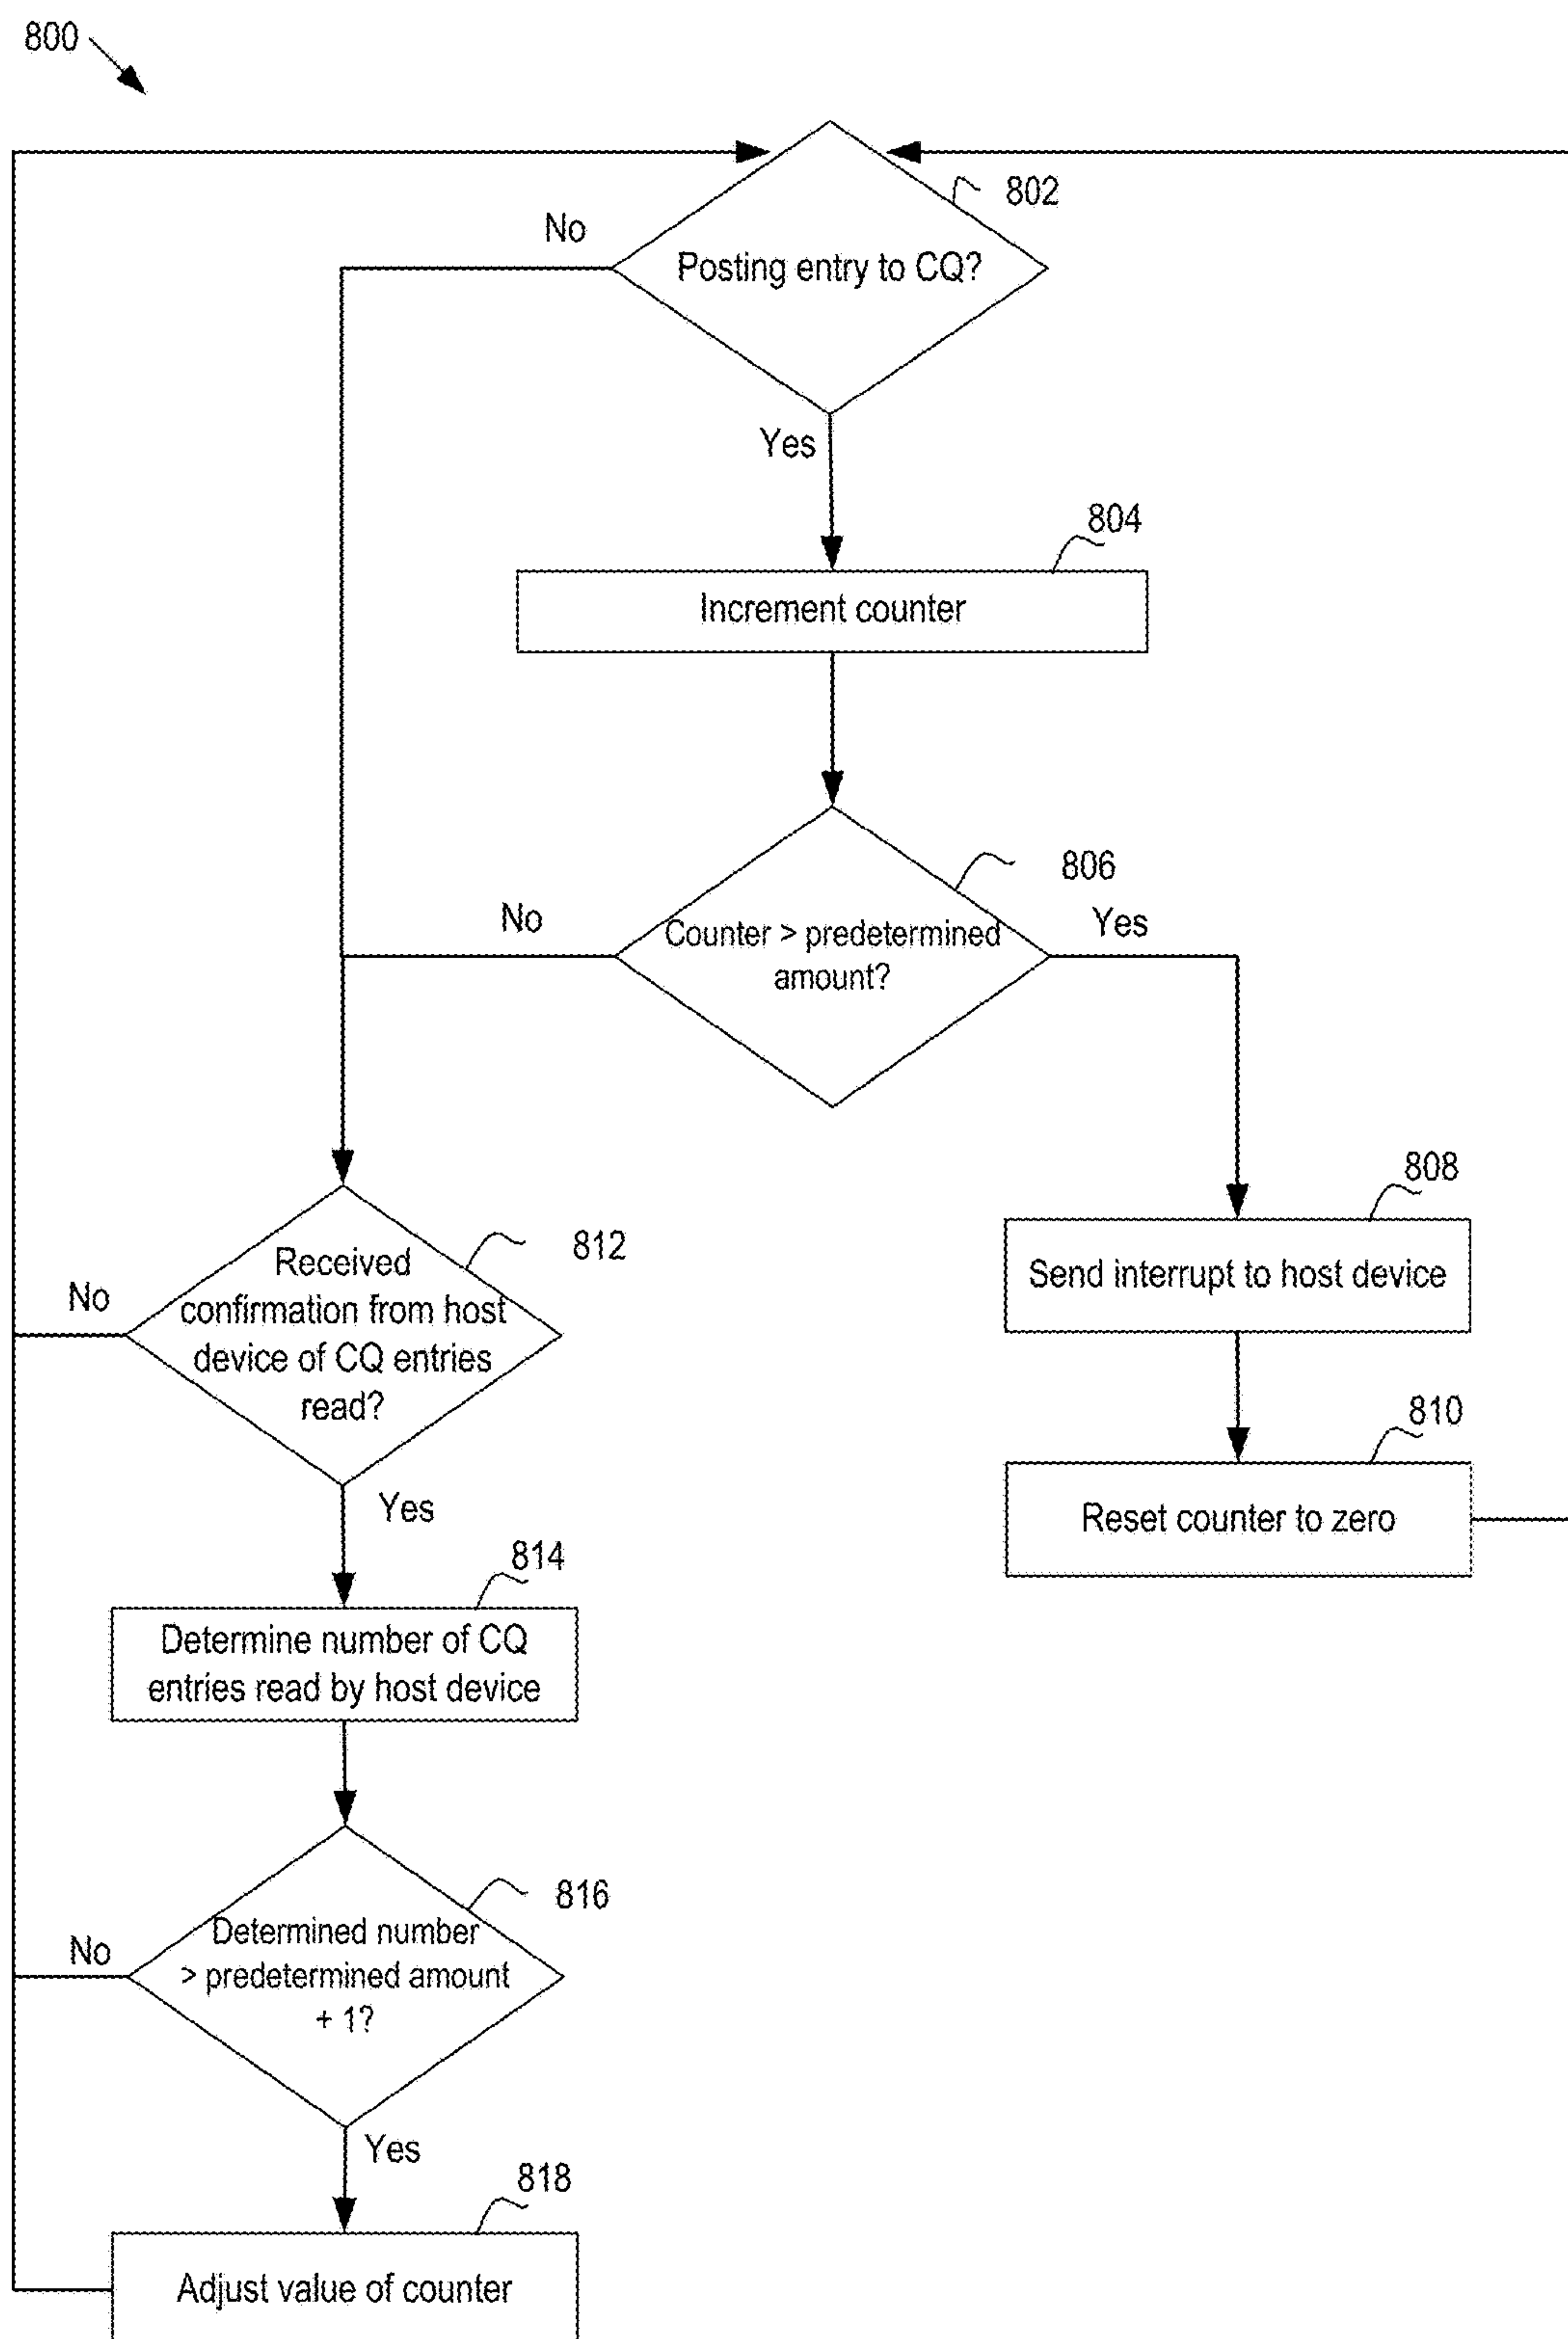 800
802
No
Posting entry to CQ?
Yes
804
Increment counter
806
No
Yes
Counter > predetermined
amount?
808
812
Received
confirmation from host
device of CQ entries
read?
No
Send interrupt to host device
810
Yes
Reset counter to zero
814
Determine number of CQ
entries read by host device
816
Determined number
> predetermined amount
+ 1?
No
Yes
818
Adjust value of counter